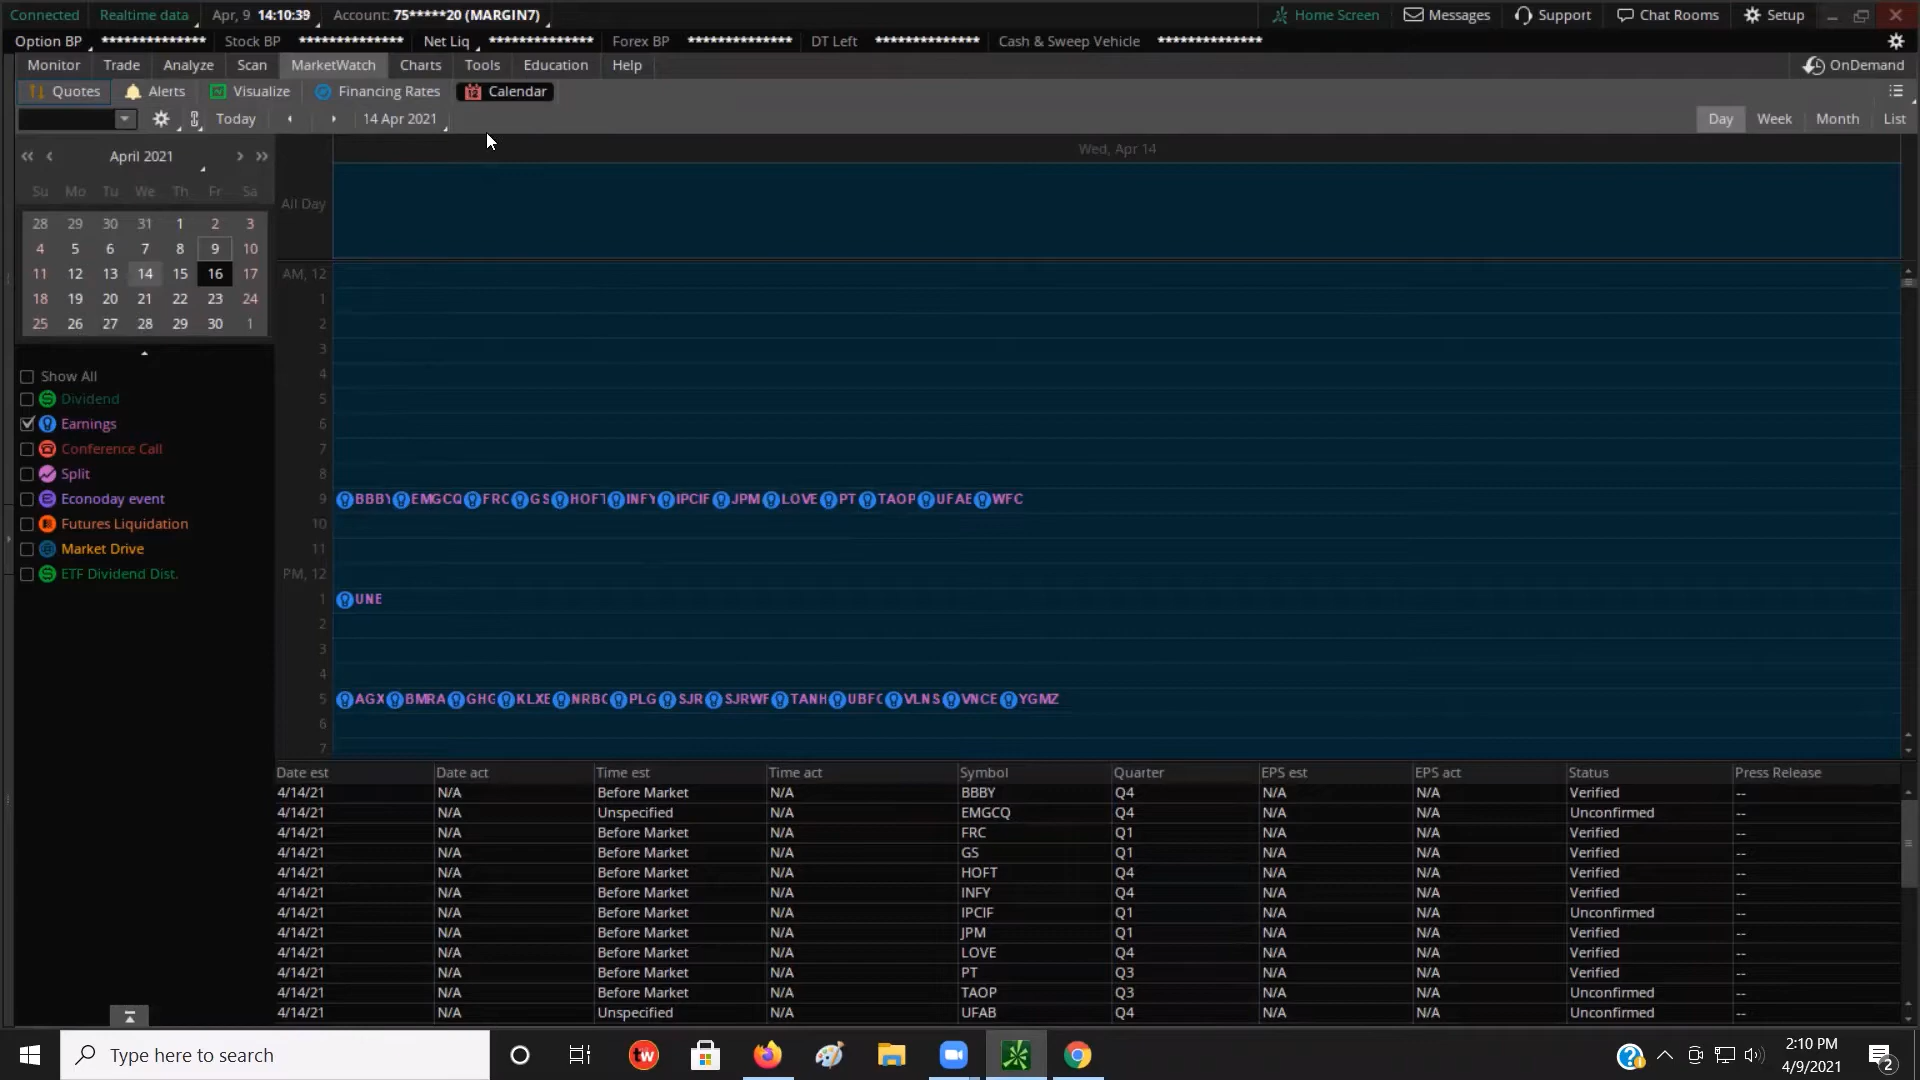 Connected Realtime data Apr, 9 14:10:39 Account: 75*****20 (MARGIN7) Home Screen Messages Support Chat Rooms Setup
Option BP ************** Stock BP ************** Net Liq ************** Forex BP ************** DT Left ************** Cash & Sweep Vehicle **************
Monitor Trade Analyze Scan MarketWatch Charts Tools Education Help OnDemand
Quotes Alerts Visualize Financing Rates Calendar
Today 14 Apr 2021 Day Week Month List
April 2021
Su Mo Tu We Th Fr Sa
28 29 30 31 1 2 3
4 5 6 7 8 9 10
11 12 13 14 15 16 17
18 19 20 21 22 23 24
25 26 27 28 29 30 1
Show All
Dividend
Earnings
Conference Call
Split
Econoday event
Futures Liquidation
Market Drive
ETF Dividend Dist.
Wed, Apr 14
All Day
AM, 12
1
2
3
4
5
6
7
8
9 BBBY EMGCQ FRC GS HOFT INFY IPCIF JPM LOVE PT TAOP UFAE WFC
10
11
PM, 12
1 UNE
2
3
4
5 AGX BMRA GHG KLXE NRBC PLG SJR SJRWF TANH UBFC VLNS VNCE YGMZ
6
7
Date est Date act Time est Time act Symbol Quarter EPS est EPS act Status Press Release
4/14/21 N/A Before Market N/A BBBY Q4 N/A N/A Verified --
4/14/21 N/A Unspecified N/A EMGCQ Q4 N/A N/A Unconfirmed --
4/14/21 N/A Before Market N/A FRC Q1 N/A N/A Verified --
4/14/21 N/A Before Market N/A GS Q1 N/A N/A Verified --
4/14/21 N/A Before Market N/A HOFT Q4 N/A N/A Verified --
4/14/21 N/A Before Market N/A INFY Q4 N/A N/A Verified --
4/14/21 N/A Before Market N/A IPCIF Q1 N/A N/A Unconfirmed --
4/14/21 N/A Before Market N/A JPM Q1 N/A N/A Verified --
4/14/21 N/A Before Market N/A LOVE Q4 N/A N/A Verified --
4/14/21 N/A Before Market N/A PT Q3 N/A N/A Verified --
4/14/21 N/A Before Market N/A TAOP Q3 N/A N/A Unconfirmed --
4/14/21 N/A Unspecified N/A UFAB Q4 N/A N/A Unconfirmed --
Type here to search
tw
2:10 PM
4/9/2021
2